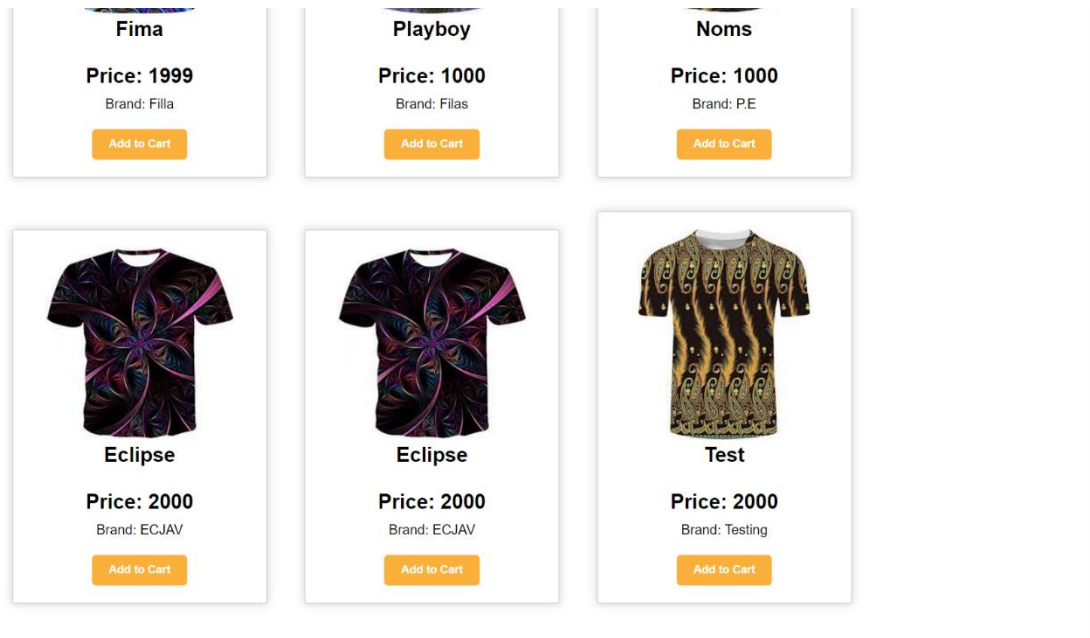 Fima
Playboy
Noms
Price: 1999
Price: 1000
Price: 1000
Brand: Filla
Brand: Filas
Brand: P.E
Add to Cart
Add to Cart
Add to Cart
Eclipse
Eclipse
Test
Price: 2000
Price: 2000
Price: 2000
Brand: ECJAV
Brand: ECJAV
Brand: Testing
Add to Cart
Add to Cart
Add to Cart